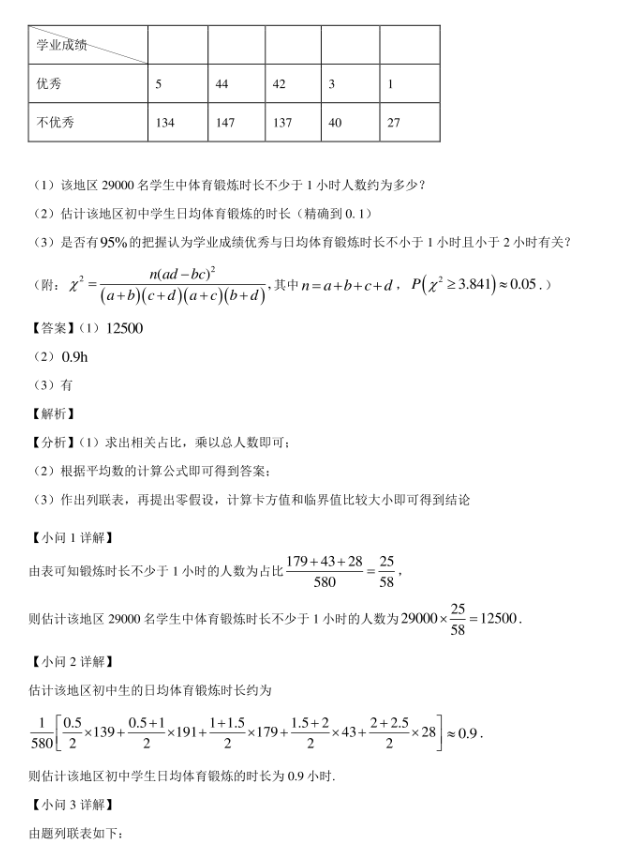 学业成绩
优秀 5 44 42 3 1
不优秀 134 147 137 40 27
（1）该地区 29000 名学生中体育锻炼时长不少于 1 小时人数约为多少？
（2）估计该地区初中学生日均体育锻炼的时长（精确到 0.1）
（3）是否有95%的把握认为学业成绩优秀与日均体育锻炼时长不小于 1 小时且小于 2 小时有关？
（附：χ² = n(ad − bc)² / (a+b)(c+d)(a+c)(b+d)，其中 n = a+b+c+d，P(χ² ≥ 3.841) ≈ 0.05．）
【答案】（1）12500
（2）0.9h
（3）有
【解析】
【分析】（1）求出相关占比，乘以总人数即可；
（2）根据平均数的计算公式即可得到答案；
（3）作出列联表，再提出零假设，计算卡方值和临界值比较大小即可得到结论
【小问 1 详解】
由表可知锻炼时长不少于 1 小时的人数为占比 179+43+28 / 580 = 25 / 58，
则估计该地区 29000 名学生中体育锻炼时长不少于 1 小时的人数为 29000 × 25 / 58 = 12500．
【小问 2 详解】
估计该地区初中生的日均体育锻炼时长约为
1/580 [0.5/2 ×139 + 0.5+1/2 ×191 + 1+1.5/2 ×179 + 1.5+2/2 ×43 + 2+2.5/2 ×28] ≈ 0.9．
则估计该地区初中学生日均体育锻炼的时长为 0.9 小时.
【小问 3 详解】
由题列联表如下：